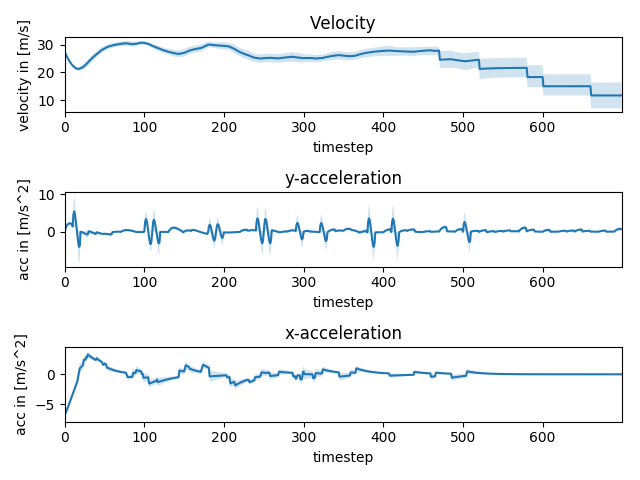 Velocity
velocity in [m/s]
30
20
10
0 100 200 300 400 500 600
timestep
y-acceleration
acc in [m/s^2]
10
0
0 100 200 300 400 500 600
timestep
x-acceleration
acc in [m/s^2]
0
−5
0 100 200 300 400 500 600
timestep